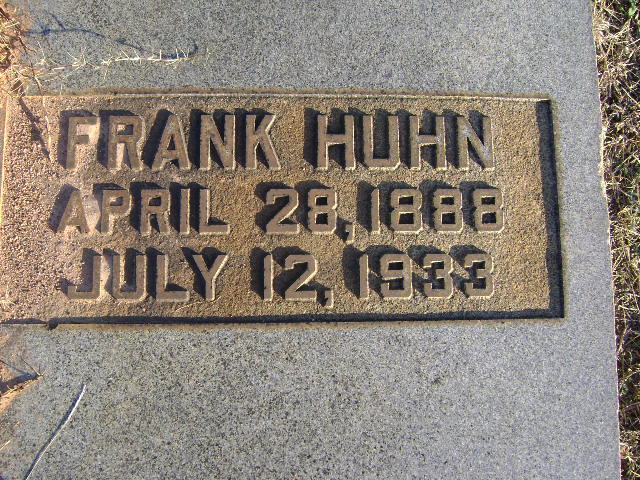 FRANK HUHN
APRIL 28, 1888
JULY 12, 1933